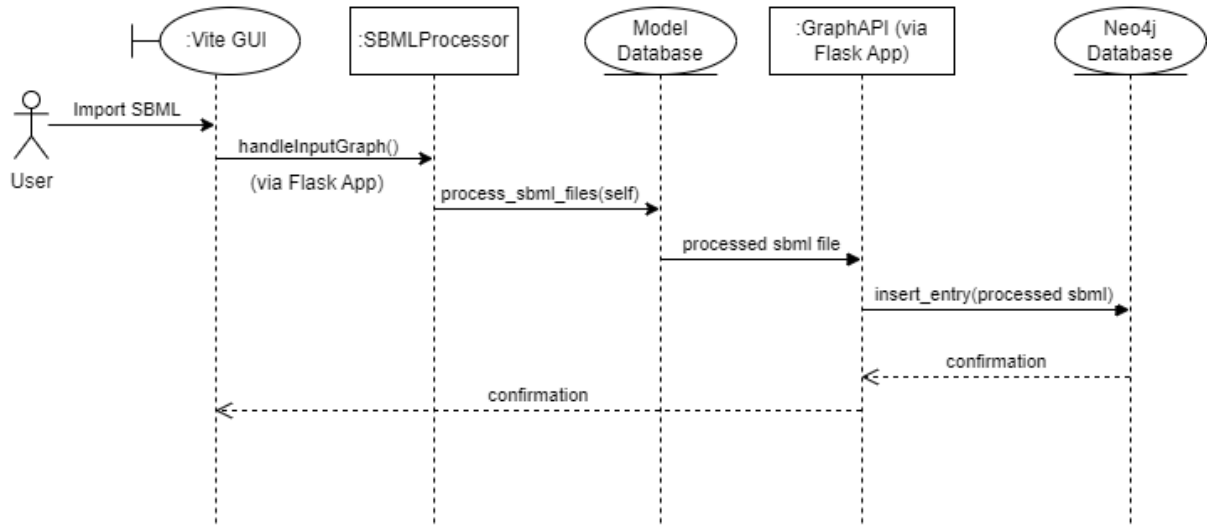 :Vite GUI
:SBMLProcessor
Model
Database
:GraphAPI (via
Flask App)
Neo4j
Database
Import SBML
User
handleInputGraph()
(via Flask App)
process_sbml_files(self)
processed sbml file
insert_entry(processed sbml)
confirmation
confirmation